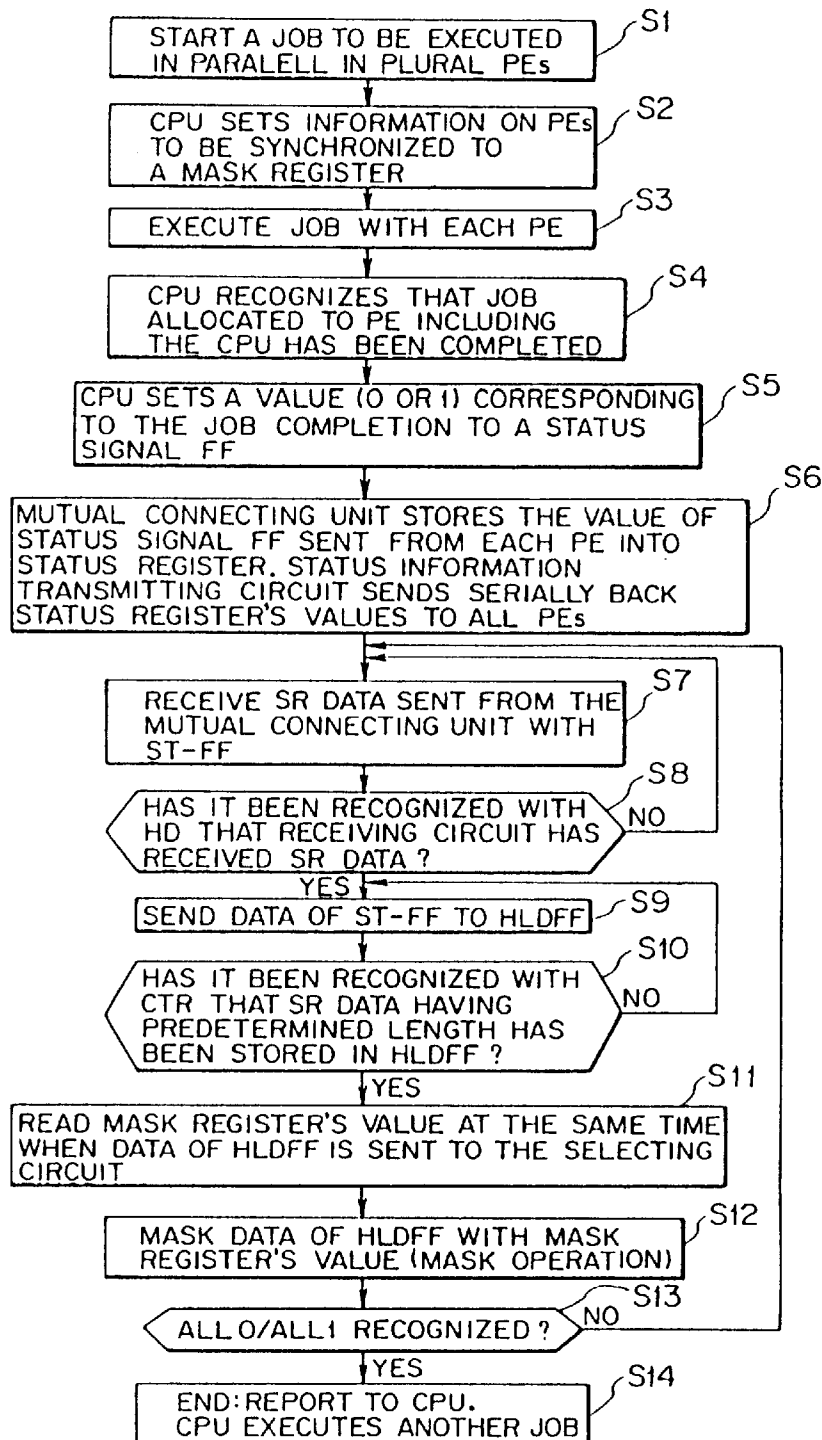 S1
START A JOB TO BE EXECUTED
IN PARALELL IN PLURAL PEs
S2
CPU SETS INFORMATION ON PEs
TO BE SYNCHRONIZED TO
A MASK REGISTER
S3
EXECUTE JOB WITH EACH PE
S4
CPU RECOGNIZES THAT JOB
ALLOCATED TO PE INCLUDING
THE CPU HAS BEEN COMPLETED
S5
CPU SETS A VALUE (0 OR 1) CORRESPONDING
TO THE JOB COMPLETION TO A STATUS
SIGNAL FF
S6
MUTUAL CONNECTING UNIT STORES THE VALUE OF
STATUS SIGNAL FF SENT FROM EACH PE INTO
STATUS REGISTER. STATUS INFORMATION
TRANSMITTING CIRCUIT SENDS SERIALLY BACK
STATUS REGISTER'S VALUES TO ALL PEs
S7
RECEIVE SR DATA SENT FROM THE
MUTUAL CONNECTING UNIT WITH
ST-FF
S8
HAS IT BEEN RECOGNIZED WITH
HD THAT RECEIVING CIRCUIT HAS
RECEIVED SR DATA ?
NO
YES
S9
SEND DATA OF ST-FF TO HLDFF
S10
HAS IT BEEN RECOGNIZED WITH
CTR THAT SR DATA HAVING
PREDETERMINED LENGTH HAS
BEEN STORED IN HLDFF ?
NO
YES
S11
READ MASK REGISTER'S VALUE AT THE SAME TIME
WHEN DATA OF HLDFF IS SENT TO THE SELECTING
CIRCUIT
S12
MASK DATA OF HLDFF WITH MASK
REGISTER'S VALUE (MASK OPERATION)
S13
ALL 0/ALL1 RECOGNIZED ?
NO
YES
S14
END: REPORT TO CPU.
CPU EXECUTES ANOTHER JOB